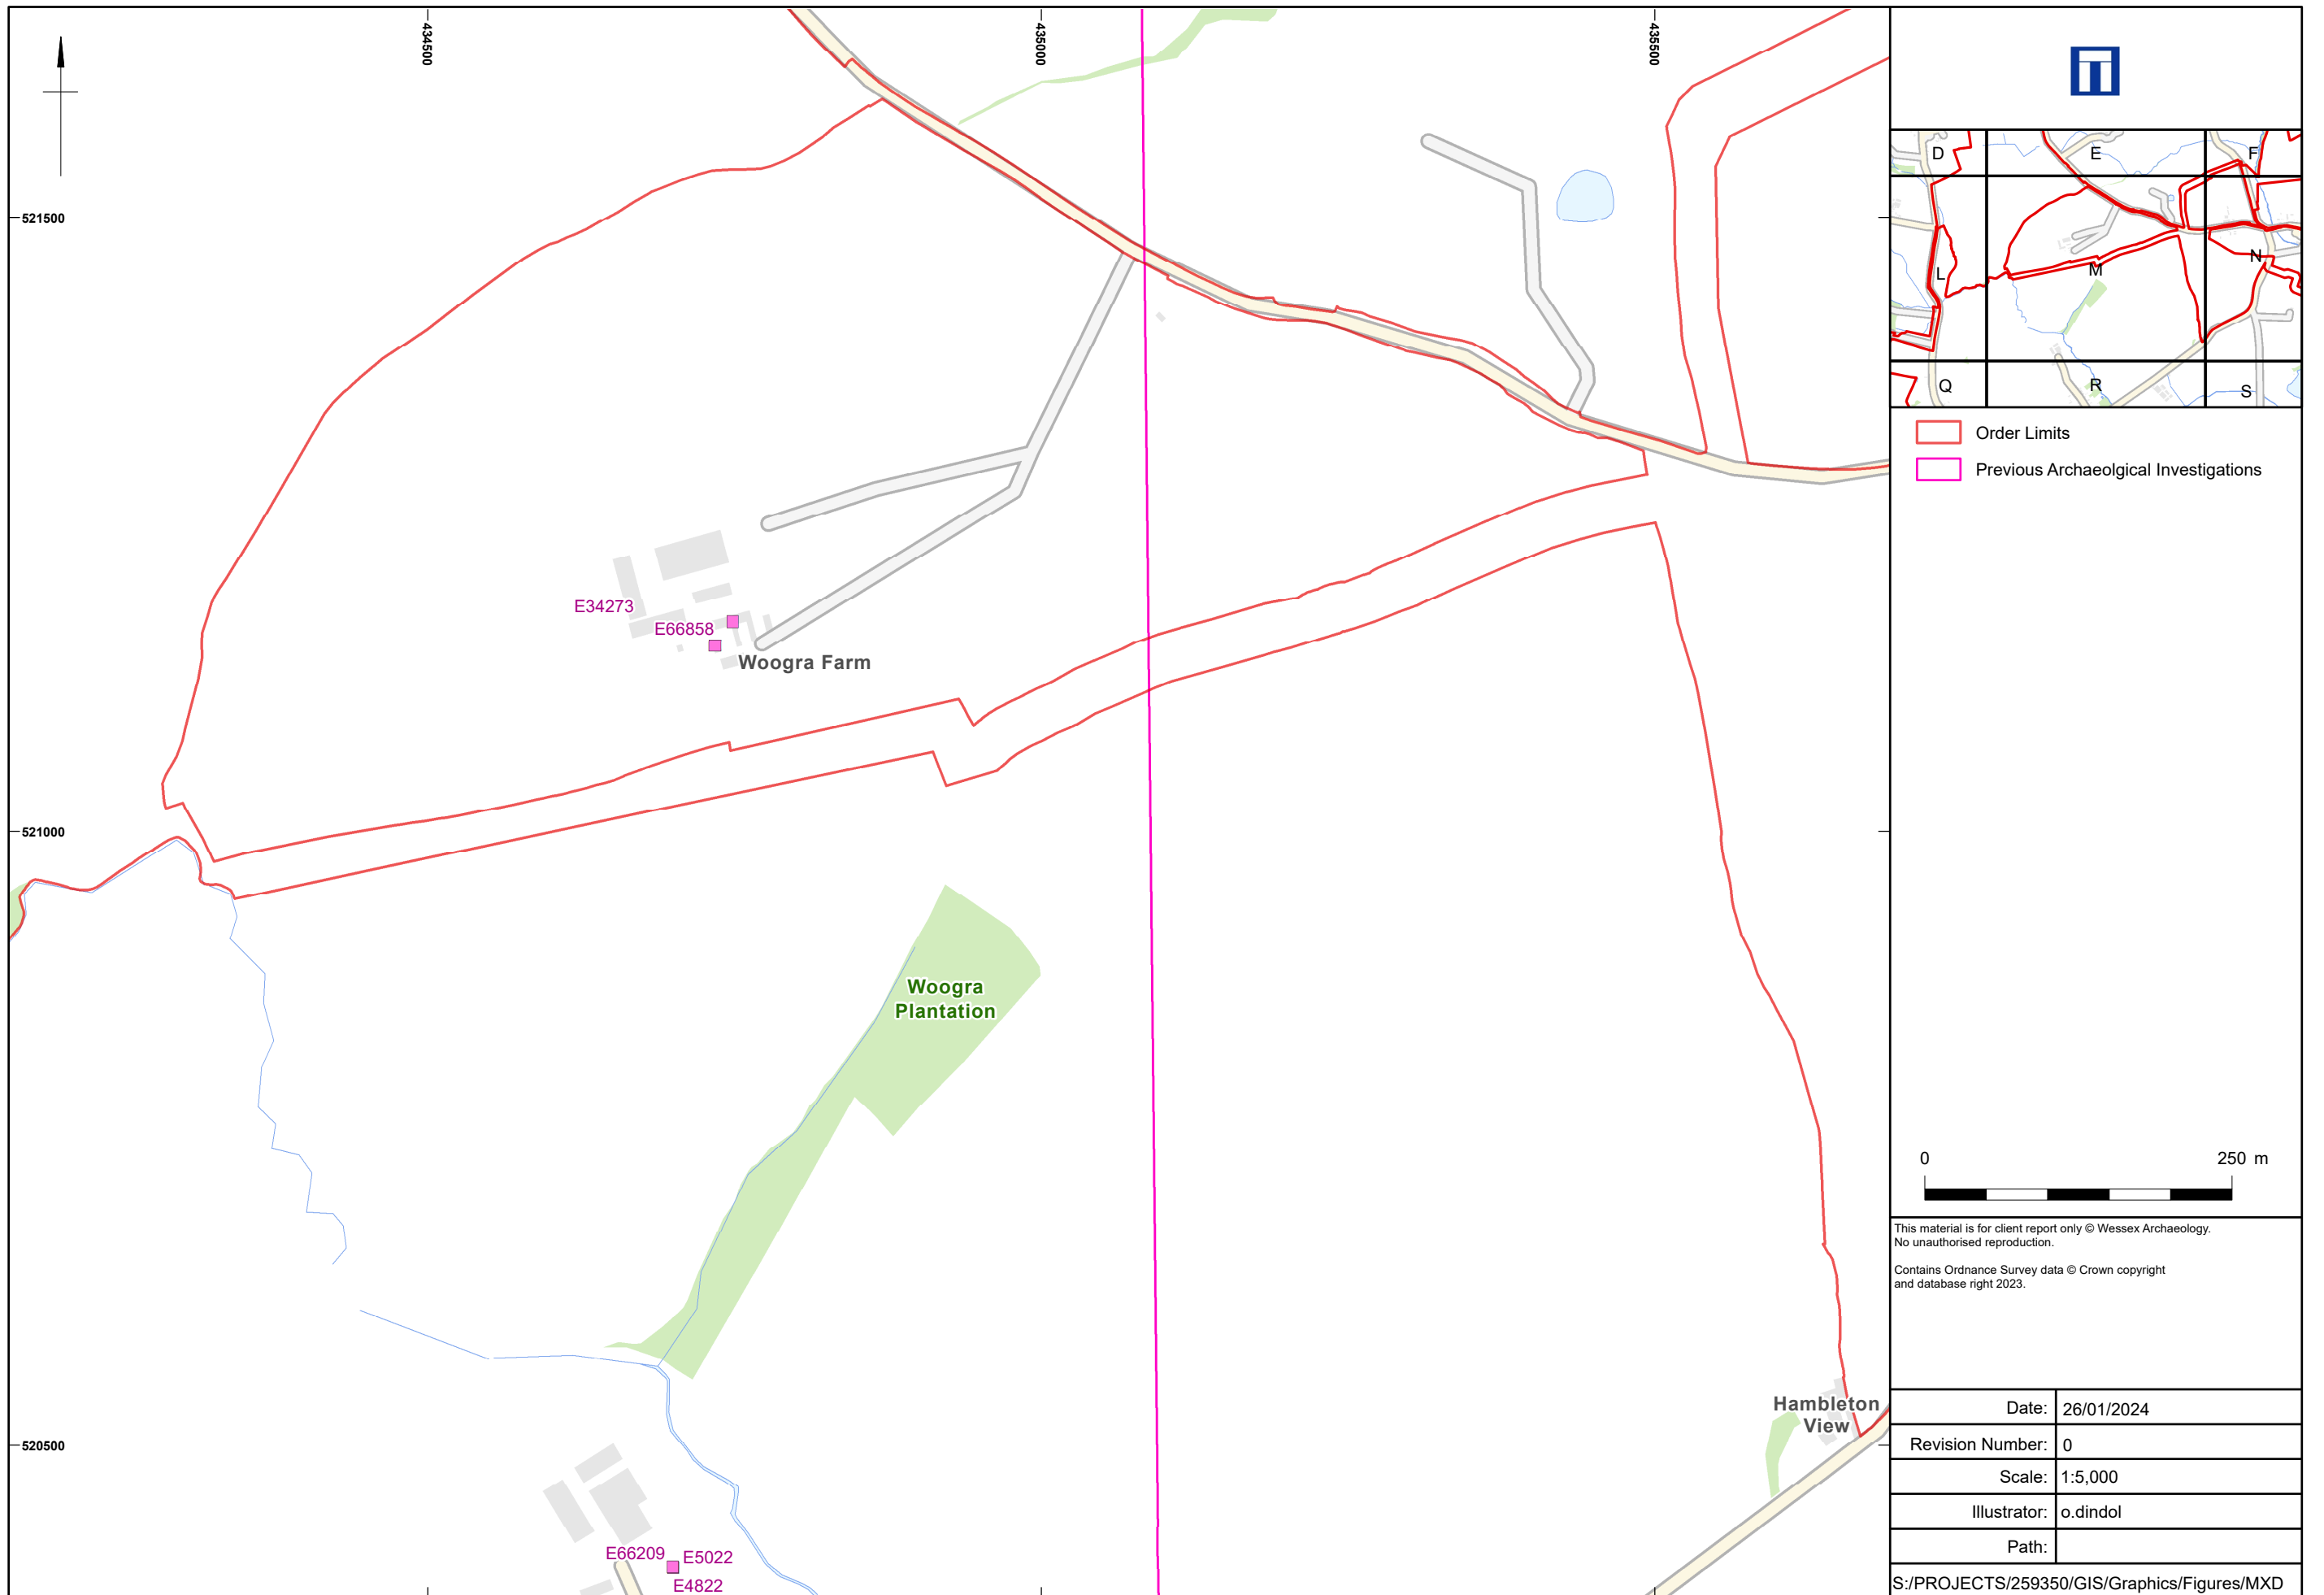 434500
435000
435500
521500
521000
520500
E34273
E66858
Woogra Farm
Woogra
Plantation
Hambleton
View
E66209
E5022
E4822
D
E
F
L
M
N
Q
R
S
Order Limits
Previous Archaeolgical Investigations
0
250 m
This material is for client report only © Wessex Archaeology.
No unauthorised reproduction.
Contains Ordnance Survey data © Crown copyright
and database right 2023.
Date: 26/01/2024
Revision Number: 0
Scale: 1:5,000
Illustrator: o.dindol
Path:
S:/PROJECTS/259350/GIS/Graphics/Figures/MXD